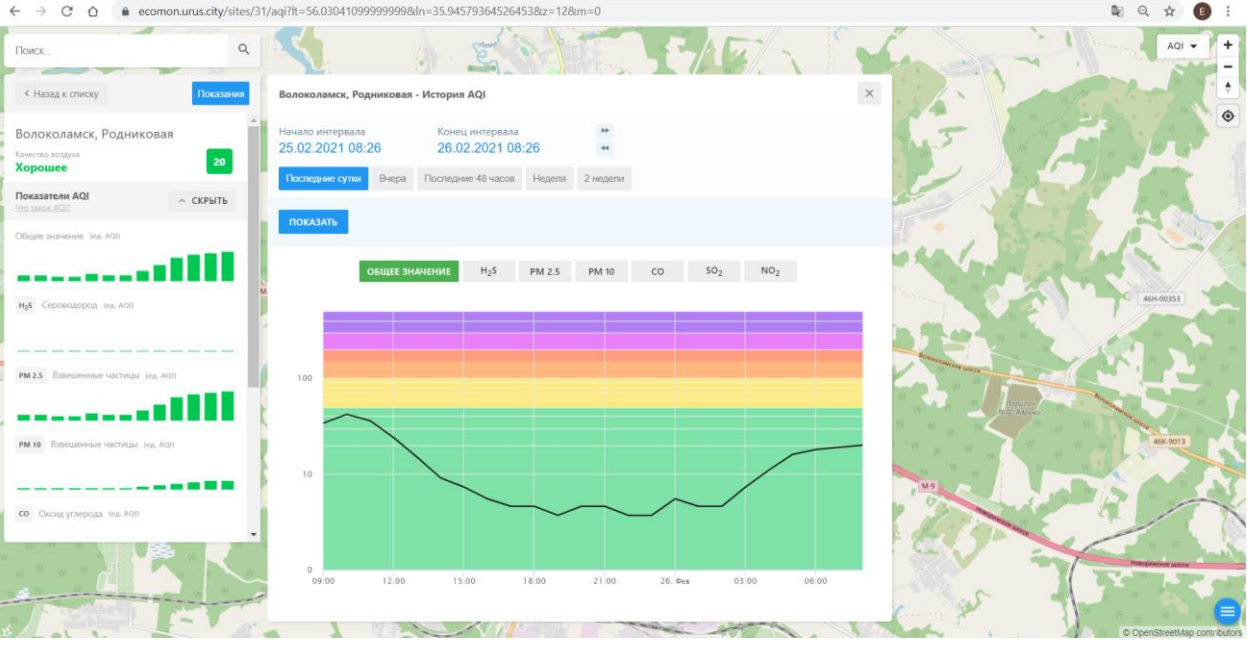 ecomon.urus.city/sites/31/aqi?lt=56.03041099999999&ln=35.94579364526453&z=12&m=0
E
Поиск...
AQI
Назад к списку
Показания
Волоколамск, Родниковая
Качество воздуха
Хорошее
20
Показатели AQI
Что такое AQI?
СКРЫТЬ
Общее значение (ед. AQI)
H₂S Сероводород (ед. AQI)
PM 2.5 Взвешенные частицы (ед. AQI)
PM 10 Взвешенные частицы (ед. AQI)
CO Оксид углерода (ед. AQI)
Волоколамск, Родниковая - История AQI
Начало интервала
25.02.2021 08:26
Конец интервала
26.02.2021 08:26
Последние сутки
Вчера
Последние 48 часов
Неделя
2 недели
ПОКАЗАТЬ
ОБЩЕЕ ЗНАЧЕНИЕ
H₂S
PM 2.5
PM 10
CO
SO₂
NO₂
100
10
0
09:00
12:00
15:00
18:00
21:00
26. Фев
03:00
06:00
46Н-00353
Волоколамское шоссе
Волоколамское шоссе
Полигон
46К-9013
М-9
Новорижское шоссе
Новорижское шоссе
© OpenStreetMap contributors